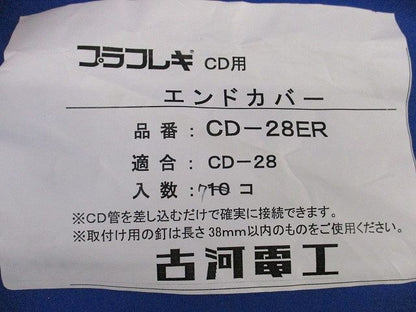 プラフレキ CD用
エンドカバー
品番：CD－28ER
適合：CD－28
入数：7 10 コ
※CD管を差し込むだけで確実に接続できます。
※取付け用の釘は長さ38mm以内のものをご使用ください。
古河電工